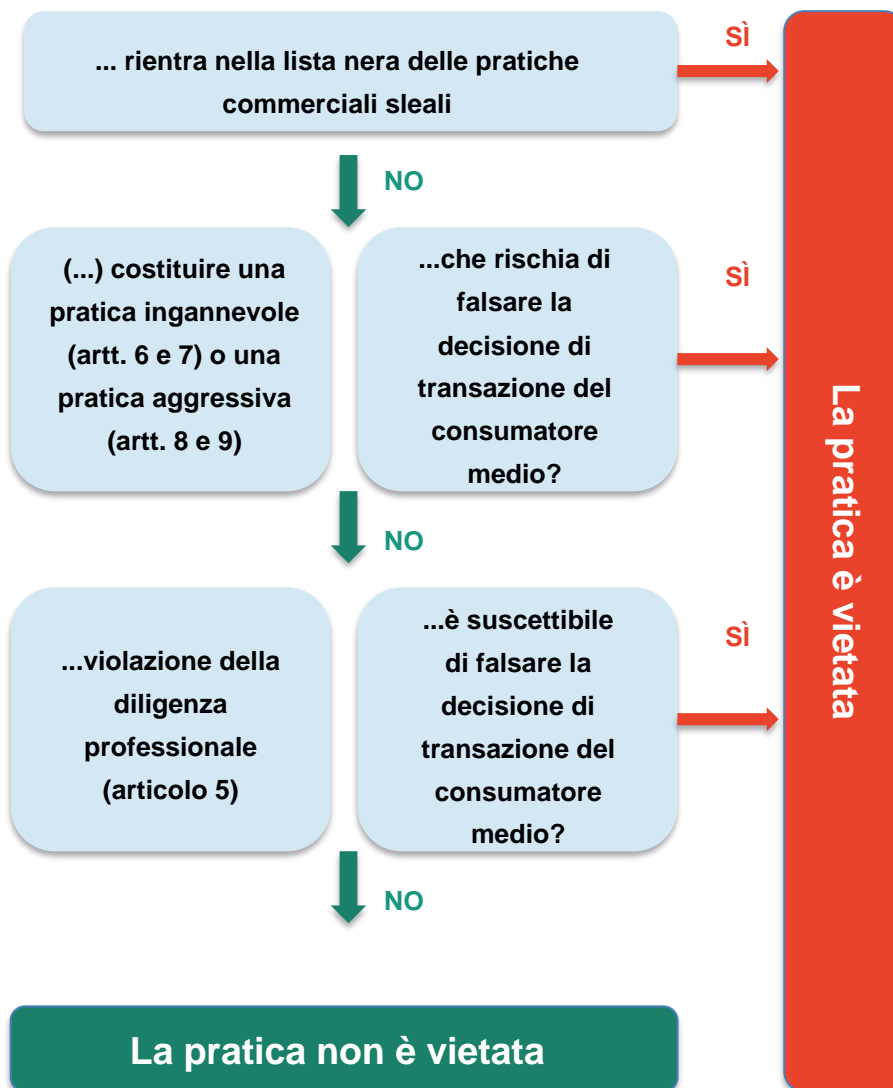 ... rientra nella lista nera delle pratiche
commerciali sleali
SÌ
NO
(...) costituire una
pratica ingannevole
(artt. 6 e 7) o una
pratica aggressiva
(artt. 8 e 9)
...che rischia di
falsare la
decisione di
transazione del
consumatore
medio?
SÌ
NO
...violazione della
diligenza
professionale
(articolo 5)
...è suscettibile
di falsare la
decisione di
transazione del
consumatore
medio?
SÌ
NO
La pratica non è vietata
La pratica è vietata